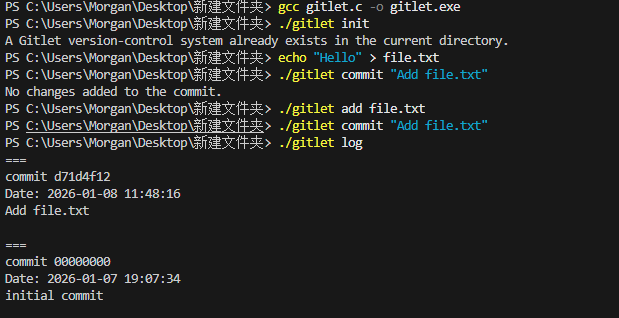 PS C:\Users\Morgan\Desktop\新建文件夹> gcc gitlet.c -o gitlet.exe
PS C:\Users\Morgan\Desktop\新建文件夹> ./gitlet init
A Gitlet version-control system already exists in the current directory.
PS C:\Users\Morgan\Desktop\新建文件夹> echo "Hello" > file.txt
PS C:\Users\Morgan\Desktop\新建文件夹> ./gitlet commit "Add file.txt"
No changes added to the commit.
PS C:\Users\Morgan\Desktop\新建文件夹> ./gitlet add file.txt
PS C:\Users\Morgan\Desktop\新建文件夹> ./gitlet commit "Add file.txt"
PS C:\Users\Morgan\Desktop\新建文件夹> ./gitlet log
===
commit d71d4f12
Date: 2026-01-08 11:48:16
Add file.txt

===
commit 00000000
Date: 2026-01-07 19:07:34
initial commit